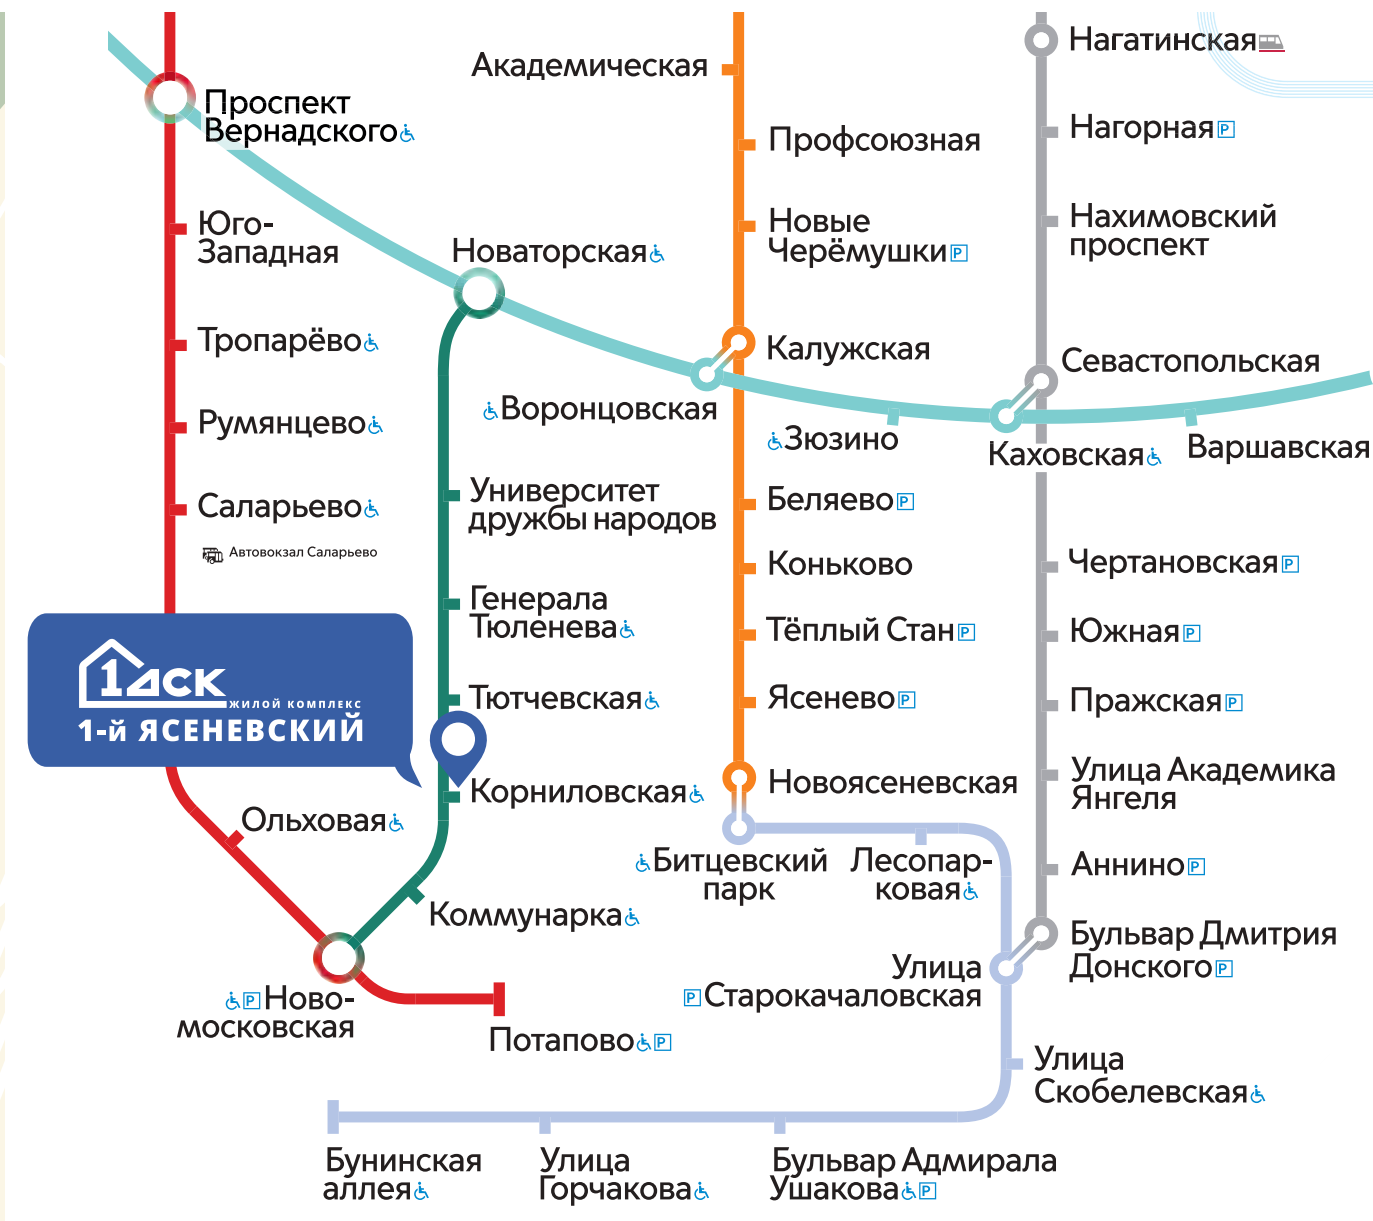 Проспект
Вернадского
Юго-
Западная
Тропарёво
Румянцево
Саларьево
Автовокзал Саларьево
1ДСК
ЖИЛОЙ КОМПЛЕКС
1-й ЯСЕНЕВСКИЙ
Ольховая
P Ново-
московская
Потапово P
Новаторская
Университет
дружбы народов
Генерала
Тюленева
Тютчевская
Корниловская
Коммунарка
Академическая
Профсоюзная
Новые
Черёмушки P
Калужская
Воронцовская
Зюзино
Беляево P
Коньково
Тёплый Стан P
Ясенево P
Новоясеневская
Битцевский
парк
Лесопар-
ковая
Улица
P Старокачаловская
Нагатинская
Нагорная P
Нахимовский
проспект
Севастопольская
Каховская
Варшавская
Чертановская P
Южная P
Пражская P
Улица Академика
Янгеля
Аннино P
Бульвар Дмитрия
Донского P
Улица
Скобелевская
Бунинская
аллея
Улица
Горчакова
Бульвар Адмирала
Ушакова P